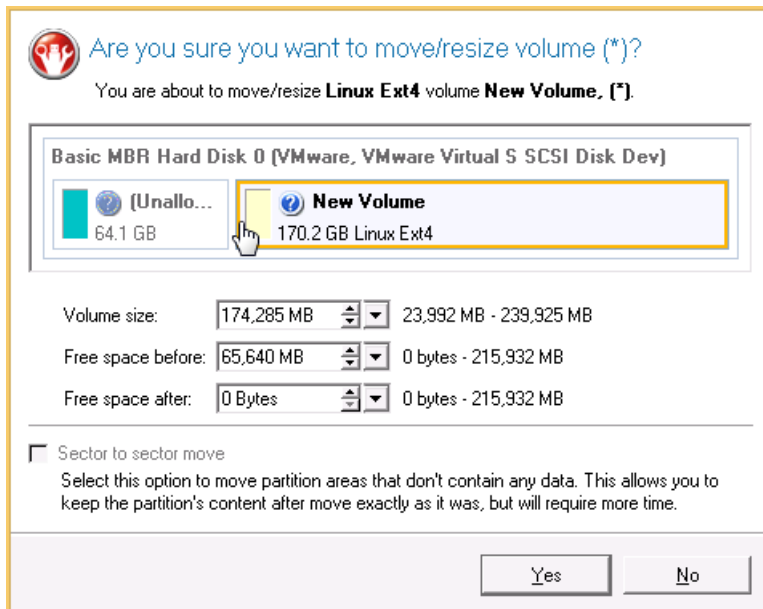 Are you sure you want to move/resize volume (*)?
You are about to move/resize Linux Ext4 volume New Volume, (*).
Basic MBR Hard Disk 0 (VMware, VMware Virtual S SCSI Disk Dev)
(Unallo...
64.1 GB
New Volume
170.2 GB Linux Ext4
Volume size: 174,285 MB 23,992 MB - 239,925 MB
Free space before: 65,640 MB 0 bytes - 215,932 MB
Free space after: 0 Bytes 0 bytes - 215,932 MB
Sector to sector move
Select this option to move partition areas that don't contain any data. This allows you to
keep the partition's content after move exactly as it was, but will require more time.
Yes No